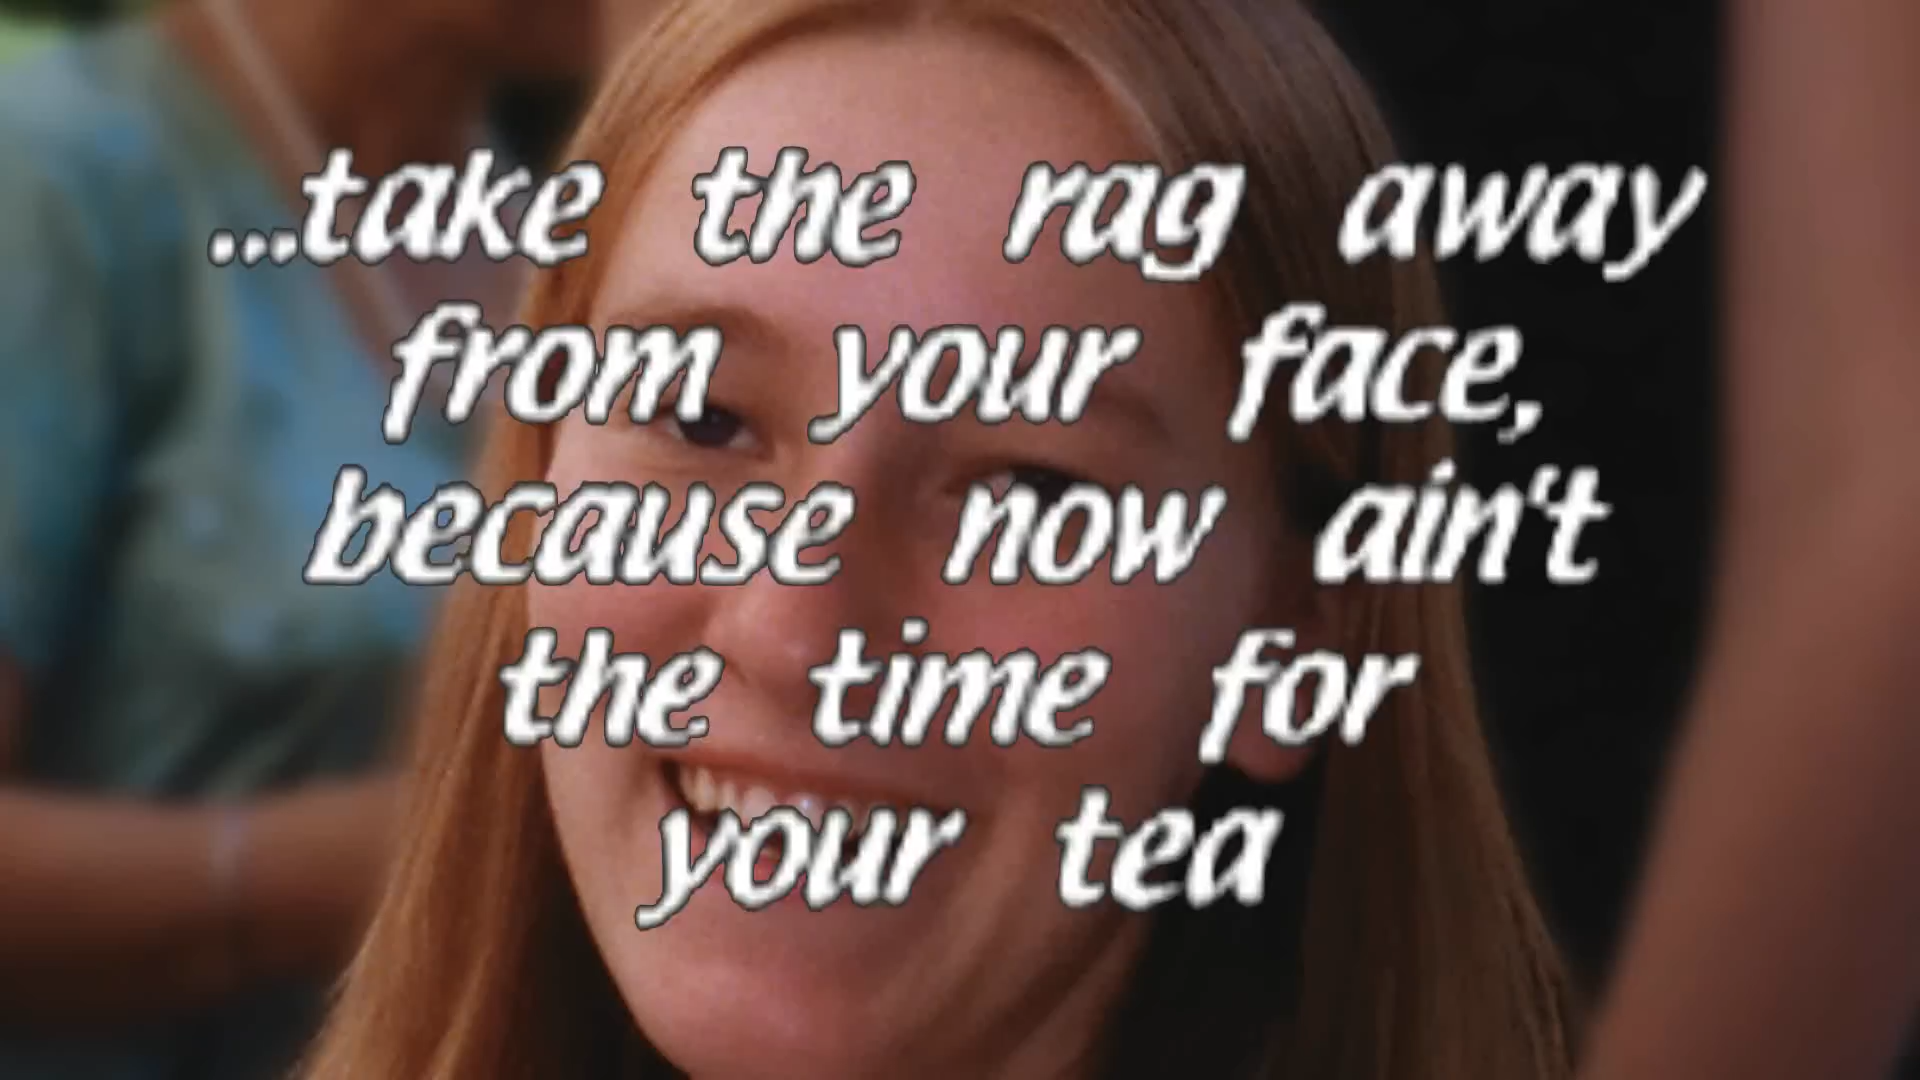 ...take the rag away
from your face,
because now ain't
the time for
your tea